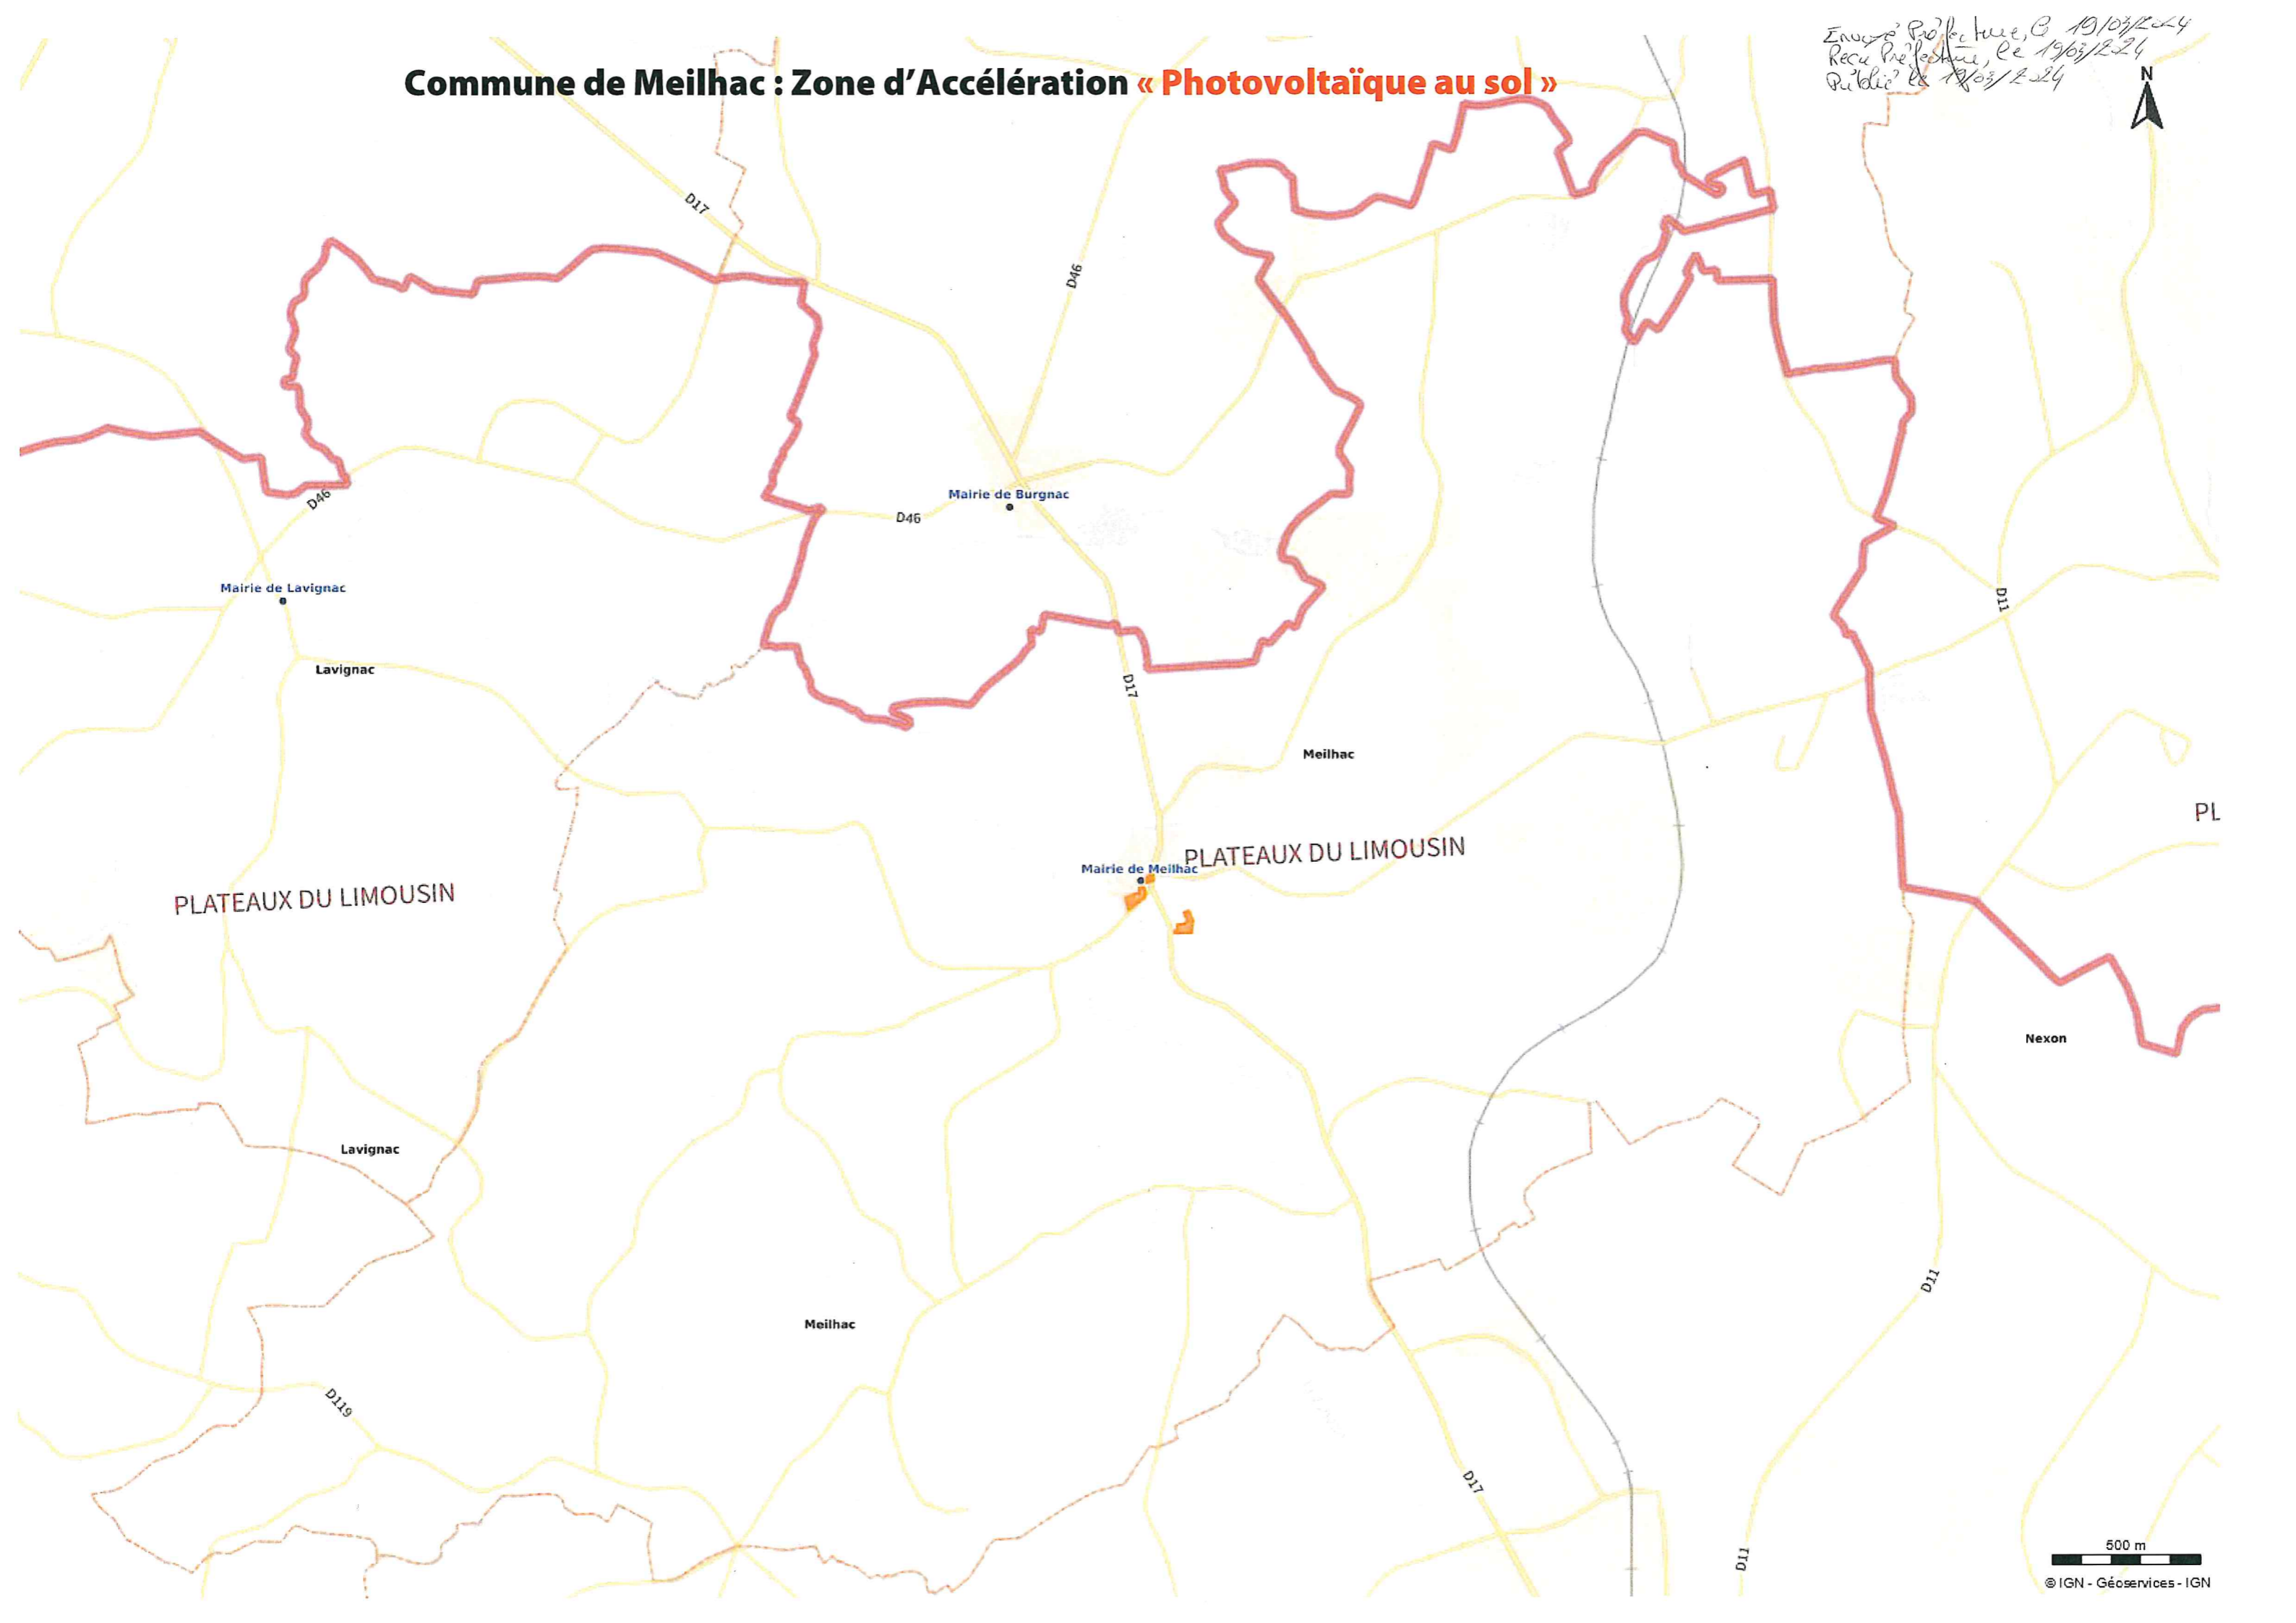 Envoyé Préfecture, le 19/03/2024
Reçu Préfecture, le 19/03/2024
Publié le 19/03/2024
Commune de Meilhac : Zone d'Accélération « Photovoltaïque au sol »
N
D17
D46
D46
Mairie de Burgnac
D46
Mairie de Lavignac
D11
Lavignac
D17
Meilhac
PL
PLATEAUX DU LIMOUSIN
Mairie de Meilhac
PLATEAUX DU LIMOUSIN
Nexon
Lavignac
D11
Meilhac
D119
D17
D11
500 m
© IGN - Géoservices - IGN